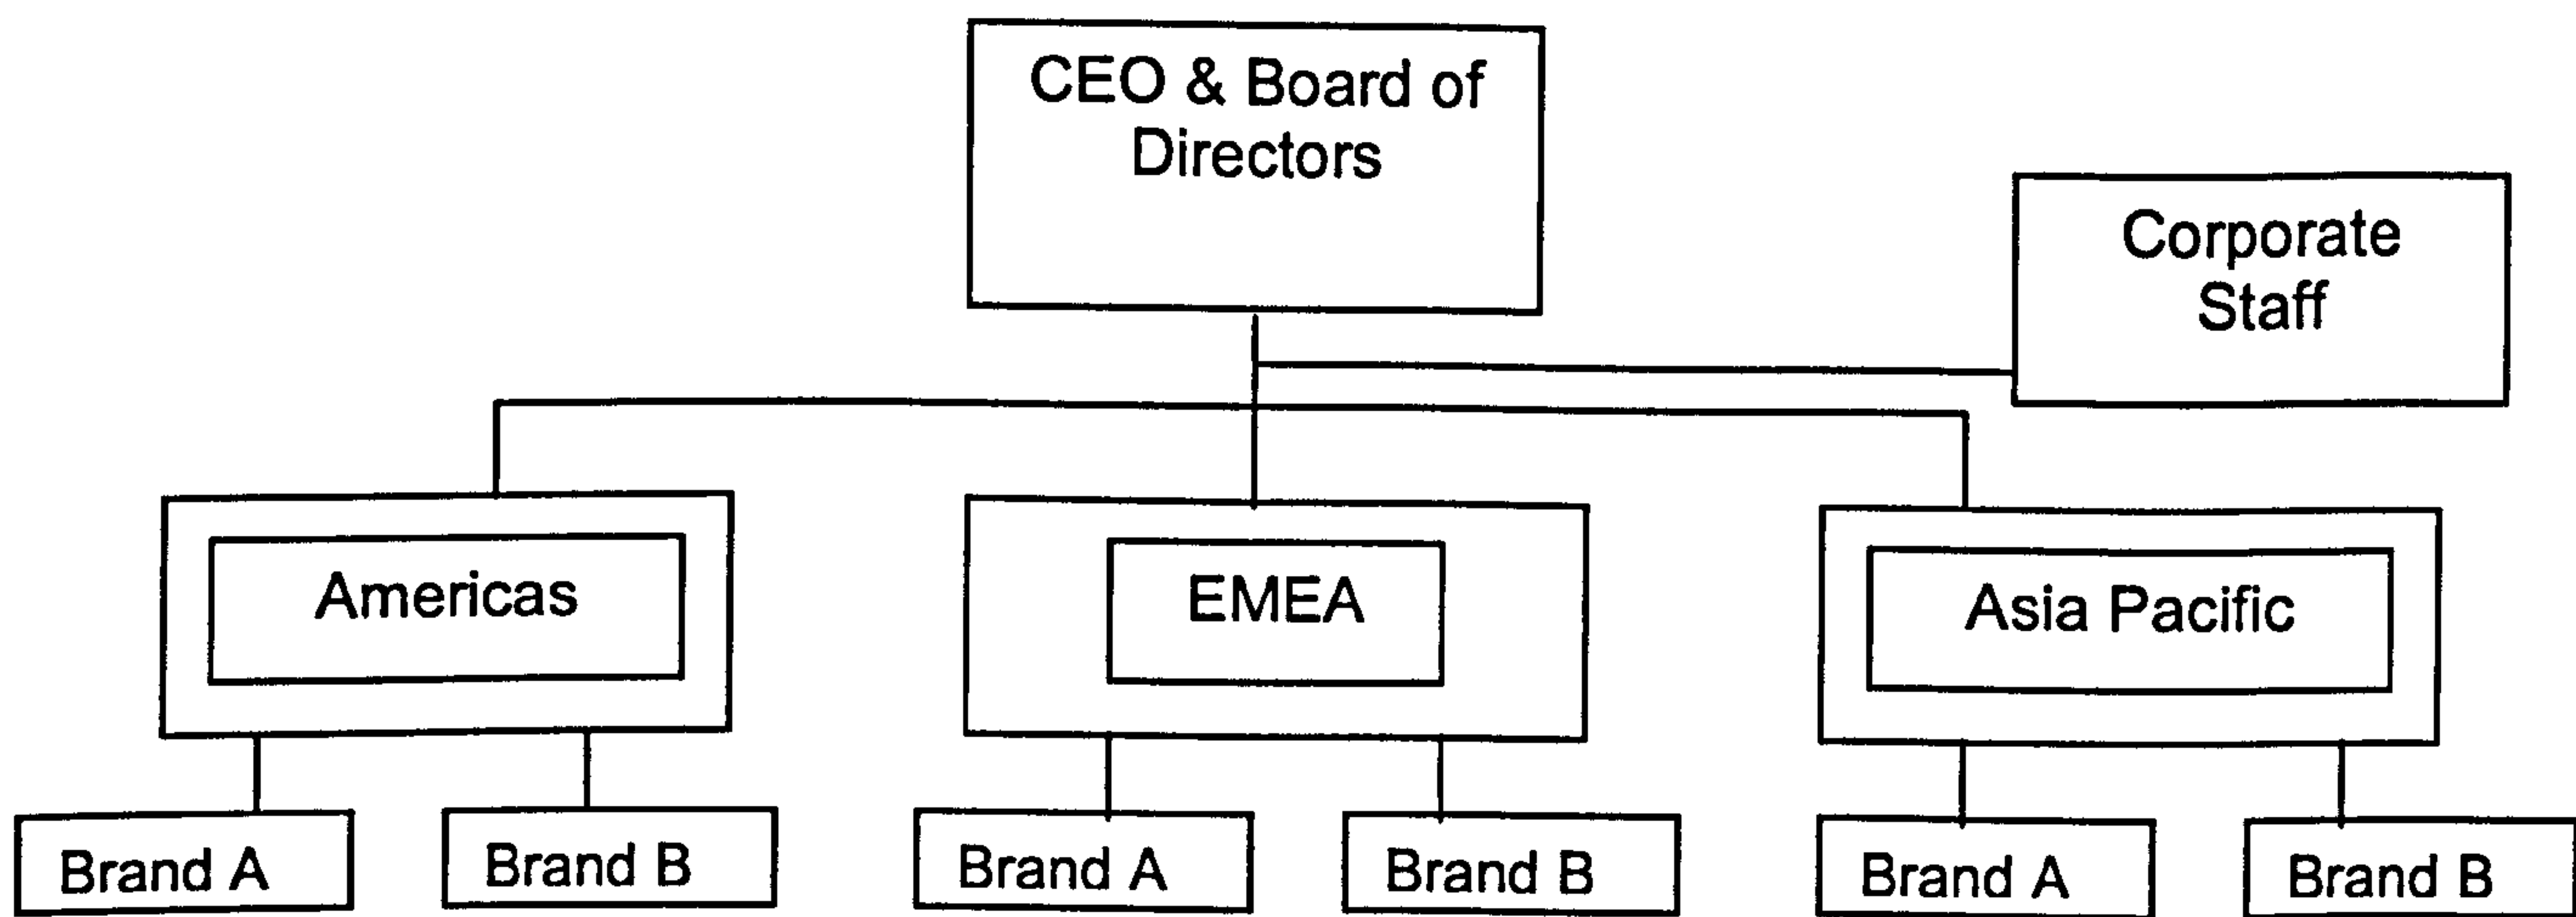 CEO & Board of
Directors
Corporate
Staff
Americas
EMEA
Asia Pacific
Brand A
Brand B
Brand A
Brand B
Brand A
Brand B